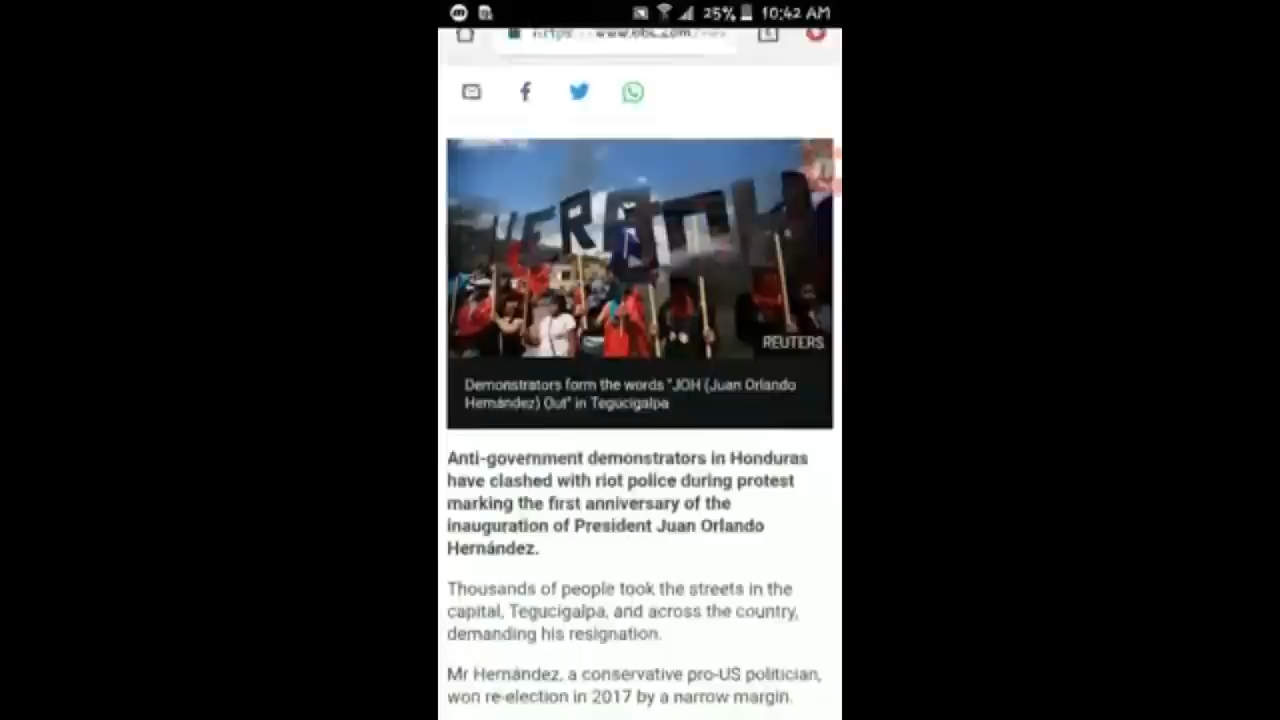 25% 10:42 AM
REUTERS
Demonstrators form the words "JOH (Juan Orlando
Hernández) Out" in Tegucigalpa
Anti-government demonstrators in Honduras
have clashed with riot police during protest
marking the first anniversary of the
inauguration of President Juan Orlando
Hernández.
Thousands of people took the streets in the
capital, Tegucigalpa, and across the country,
demanding his resignation.
Mr Hernández, a conservative pro-US politician,
won re-election in 2017 by a narrow margin.